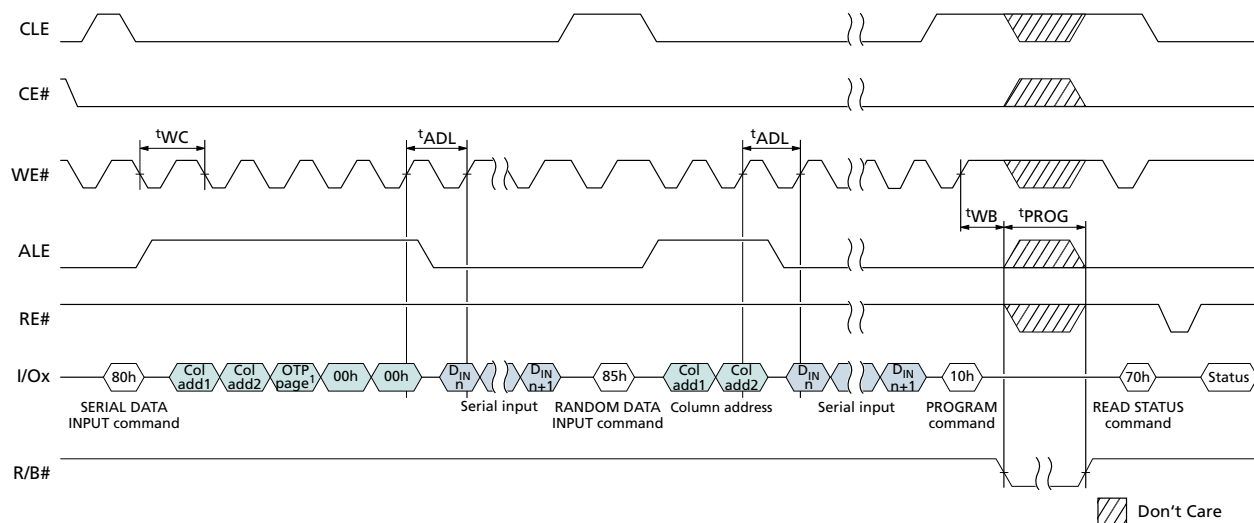 CLE
CE#
tWC
tADL
tADL
WE#
tWB
tPROG
ALE
RE#
I/Ox
80h
Col add1
Col add2
OTP page1
00h
00h
DIN n
DIN n+1
85h
Col add1
Col add2
DIN n
DIN n+1
10h
70h
Status
SERIAL DATA
INPUT command
Serial input
RANDOM DATA
INPUT command
Column address
Serial input
PROGRAM
command
READ STATUS
command
R/B#
Don't Care